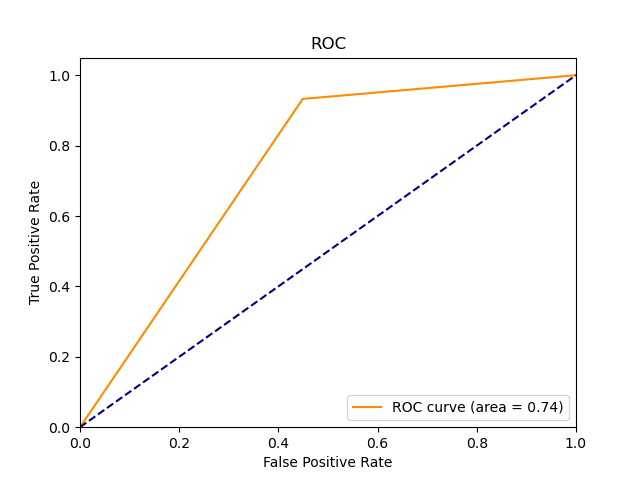 ROC
True Positive Rate
1.0
0.8
0.6
0.4
0.2
0.0
ROC curve (area = 0.74)
0.0 0.2 0.4 0.6 0.8 1.0
False Positive Rate